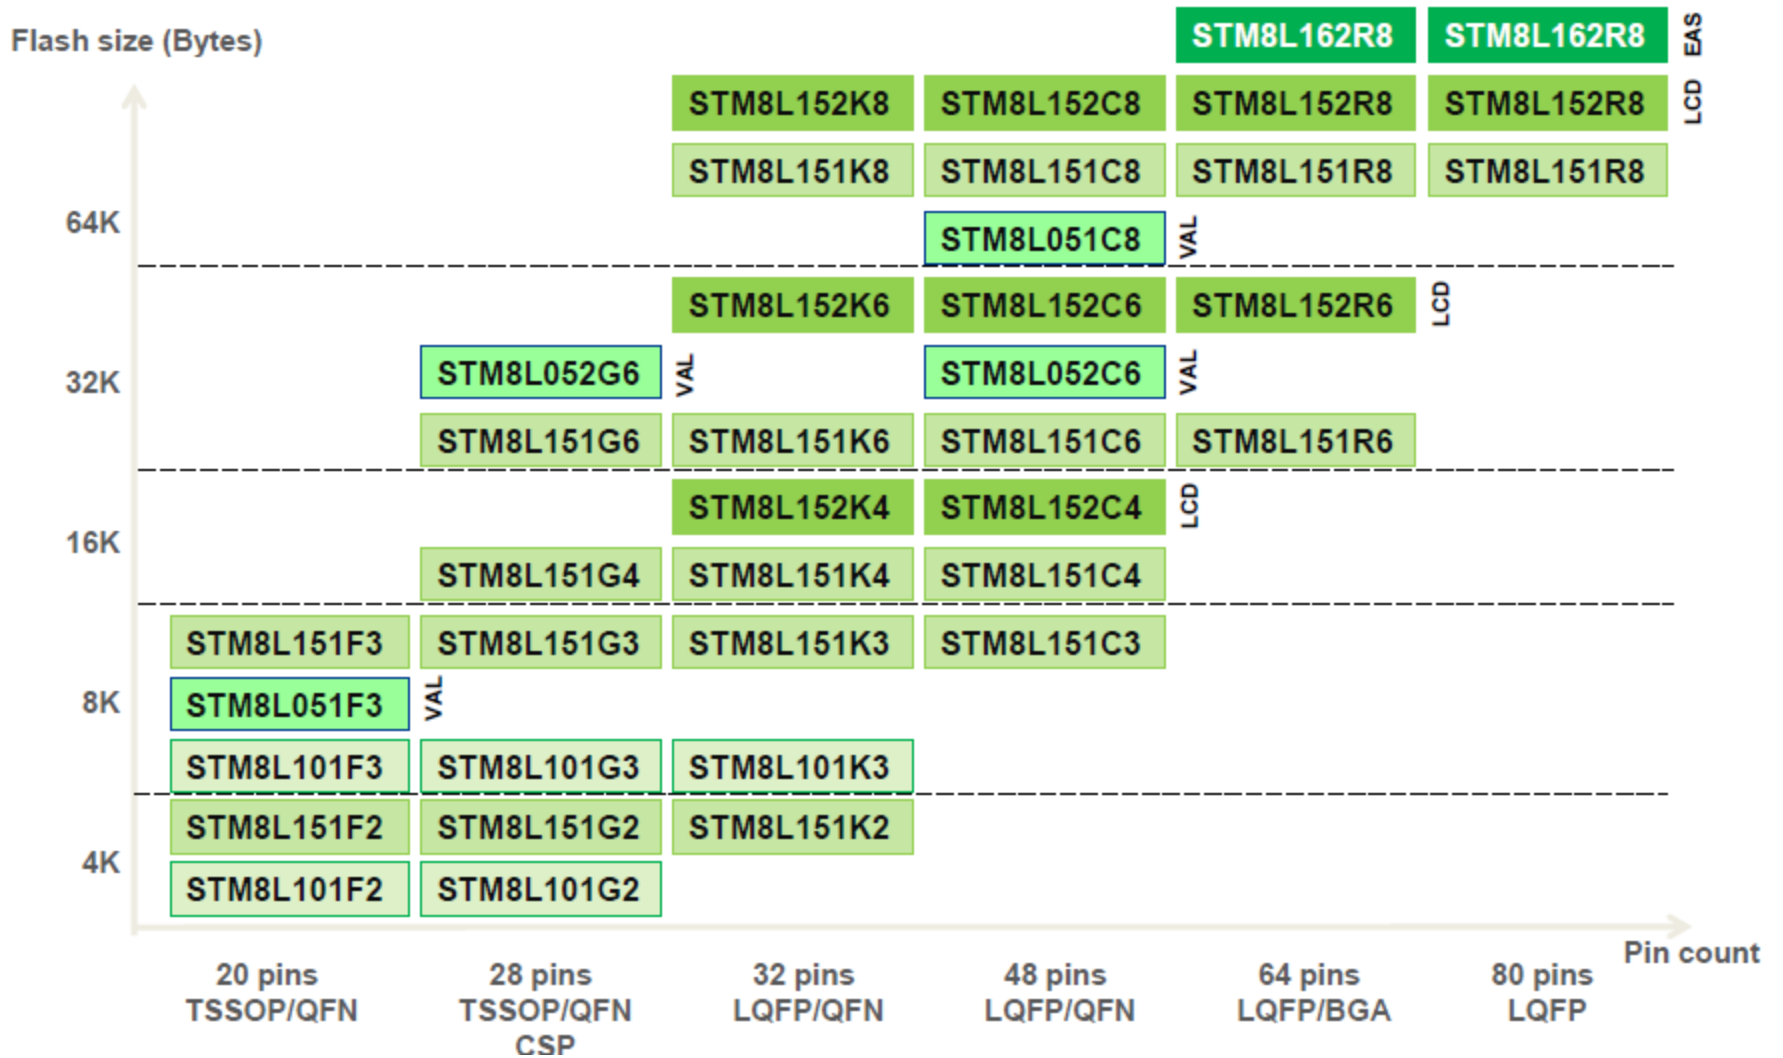 Flash size (Bytes)
STM8L162R8 STM8L162R8 EAS
STM8L152K8 STM8L152C8 STM8L152R8 STM8L152R8 LCD
STM8L151K8 STM8L151C8 STM8L151R8 STM8L151R8
64K
STM8L051C8 VAL
STM8L152K6 STM8L152C6 STM8L152R6 LCD
32K STM8L052G6 VAL STM8L052C6 VAL
STM8L151G6 STM8L151K6 STM8L151C6 STM8L151R6
STM8L152K4 STM8L152C4 LCD
16K
STM8L151G4 STM8L151K4 STM8L151C4
STM8L151F3 STM8L151G3 STM8L151K3 STM8L151C3
8K STM8L051F3 VAL
STM8L101F3 STM8L101G3 STM8L101K3
STM8L151F2 STM8L151G2 STM8L151K2
4K
STM8L101F2 STM8L101G2
Pin count
20 pins 28 pins 32 pins 48 pins 64 pins 80 pins
TSSOP/QFN TSSOP/QFN LQFP/QFN LQFP/QFN LQFP/BGA LQFP
CSP